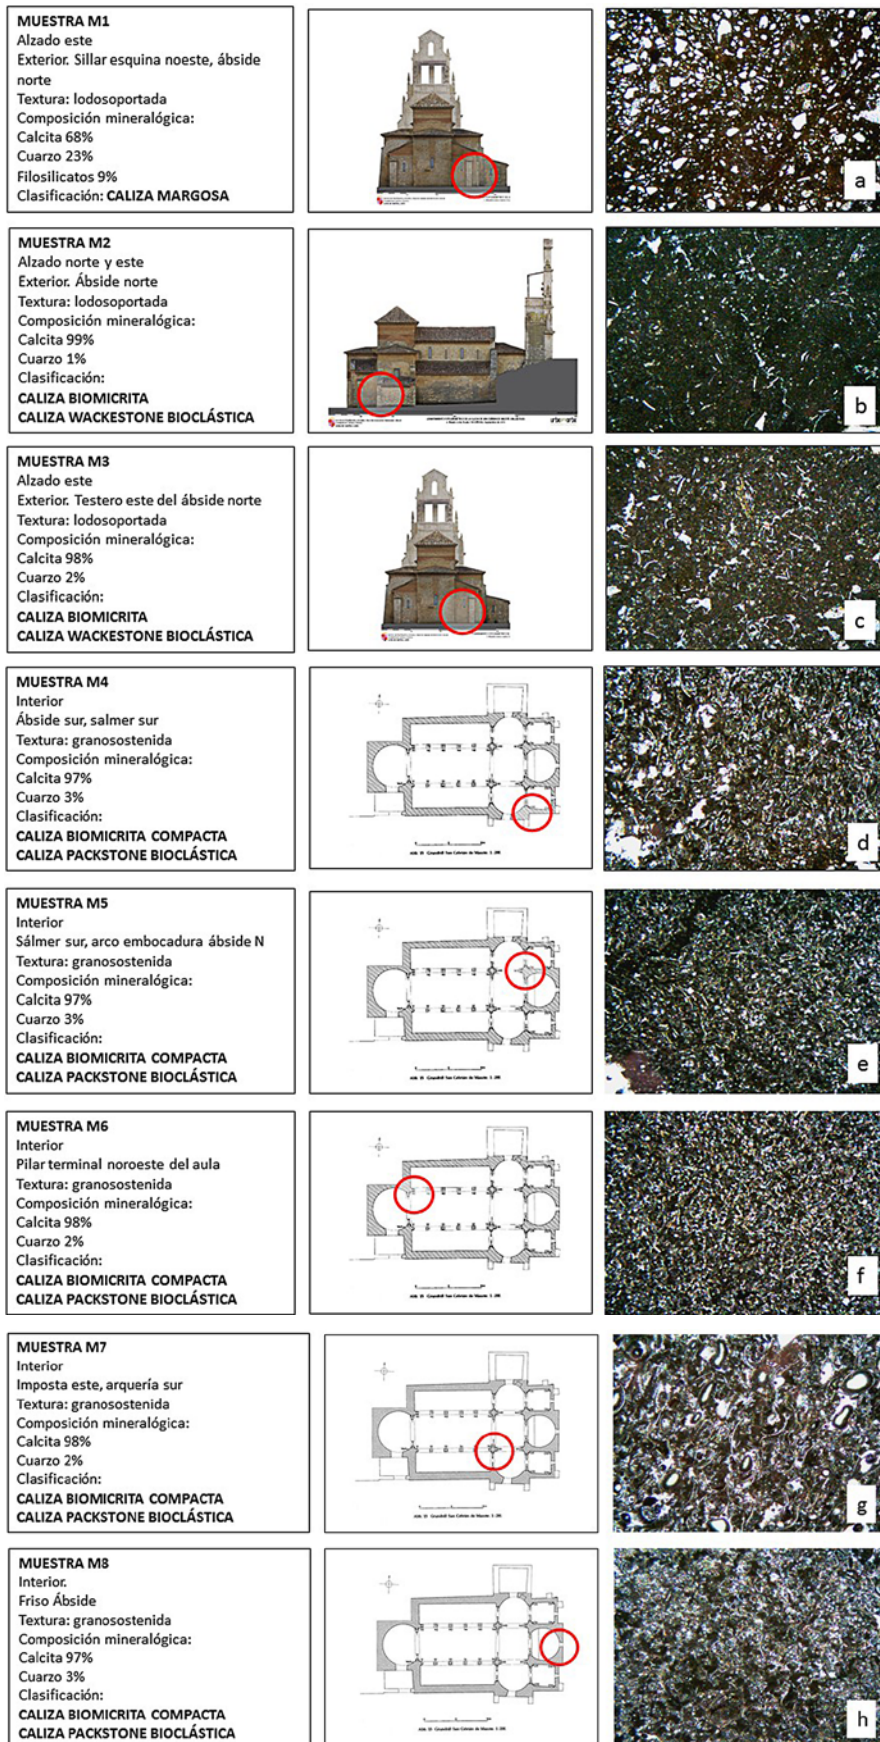 MUESTRA M1
Alzado este
Exterior. Sillar esquina noeste, ábside
norte
Textura: lodosoportada
Composición mineralógica:
Calcita 68%
Cuarzo 23%
Filosilicatos 9%
Clasificación: CALIZA MARGOSA
a
MUESTRA M2
Alzado norte y este
Exterior. Ábside norte
Textura: lodosoportada
Composición mineralógica:
Calcita 99%
Cuarzo 1%
Clasificación:
CALIZA BIOMICRITA
CALIZA WACKESTONE BIOCLÁSTICA
b
MUESTRA M3
Alzado este
Exterior. Testero este del ábside norte
Textura: lodosoportada
Composición mineralógica:
Calcita 98%
Cuarzo 2%
Clasificación:
CALIZA BIOMICRITA
CALIZA WACKESTONE BIOCLÁSTICA
c
MUESTRA M4
Interior
Ábside sur, salmer sur
Textura: granosostenida
Composición mineralógica:
Calcita 97%
Cuarzo 3%
Clasificación:
CALIZA BIOMICRITA COMPACTA
CALIZA PACKSTONE BIOCLÁSTICA
d
MUESTRA M5
Interior
Sálmer sur, arco embocadura ábside N
Textura: granosostenida
Composición mineralógica:
Calcita 97%
Cuarzo 3%
Clasificación:
CALIZA BIOMICRITA COMPACTA
CALIZA PACKSTONE BIOCLÁSTICA
e
MUESTRA M6
Interior
Pilar terminal noroeste del aula
Textura: granosostenida
Composición mineralógica:
Calcita 98%
Cuarzo 2%
Clasificación:
CALIZA BIOMICRITA COMPACTA
CALIZA PACKSTONE BIOCLÁSTICA
f
MUESTRA M7
Interior
Imposta este, arquería sur
Textura: granosostenida
Composición mineralógica:
Calcita 98%
Cuarzo 2%
Clasificación:
CALIZA BIOMICRITA COMPACTA
CALIZA PACKSTONE BIOCLÁSTICA
g
MUESTRA M8
Interior.
Friso Ábside
Textura: granosostenida
Composición mineralógica:
Calcita 97%
Cuarzo 3%
Clasificación:
CALIZA BIOMICRITA COMPACTA
CALIZA PACKSTONE BIOCLÁSTICA
h